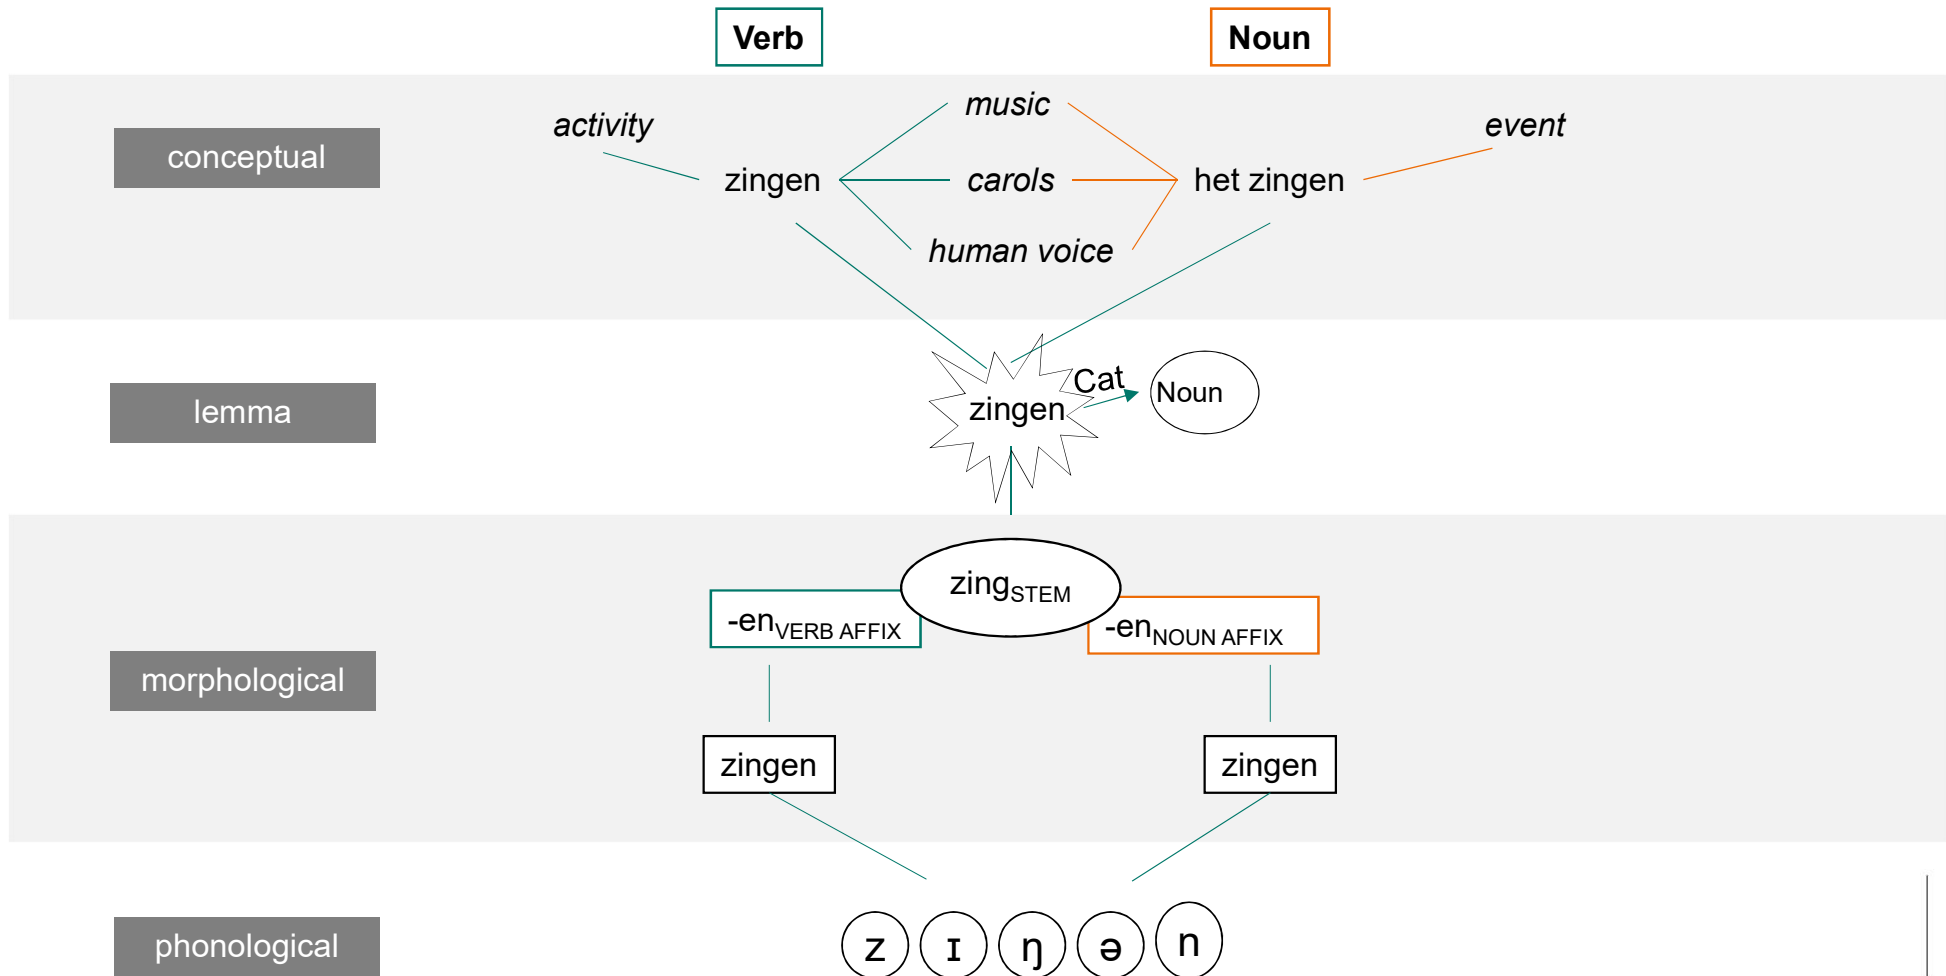 Verb
Noun
conceptual
activity
music
event
zingen
carols
het zingen
human voice
lemma
zingen
Cat
Noun
morphological
zingSTEM
-enVERB AFFIX
-enNOUN AFFIX
zingen
zingen
phonological
z ɪ ŋ ə n